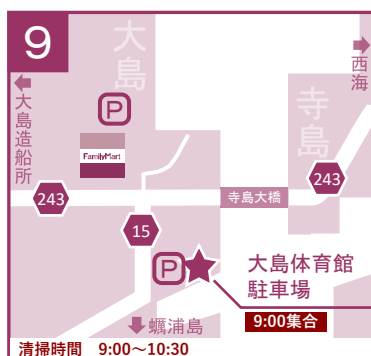 9
大島
P
西海
大島造船所
寺島
FamilyMart
243
寺島大橋
243
15
P
大島体育館
駐車場
9:00集合
蠣浦島
清掃時間 9:00〜10:30